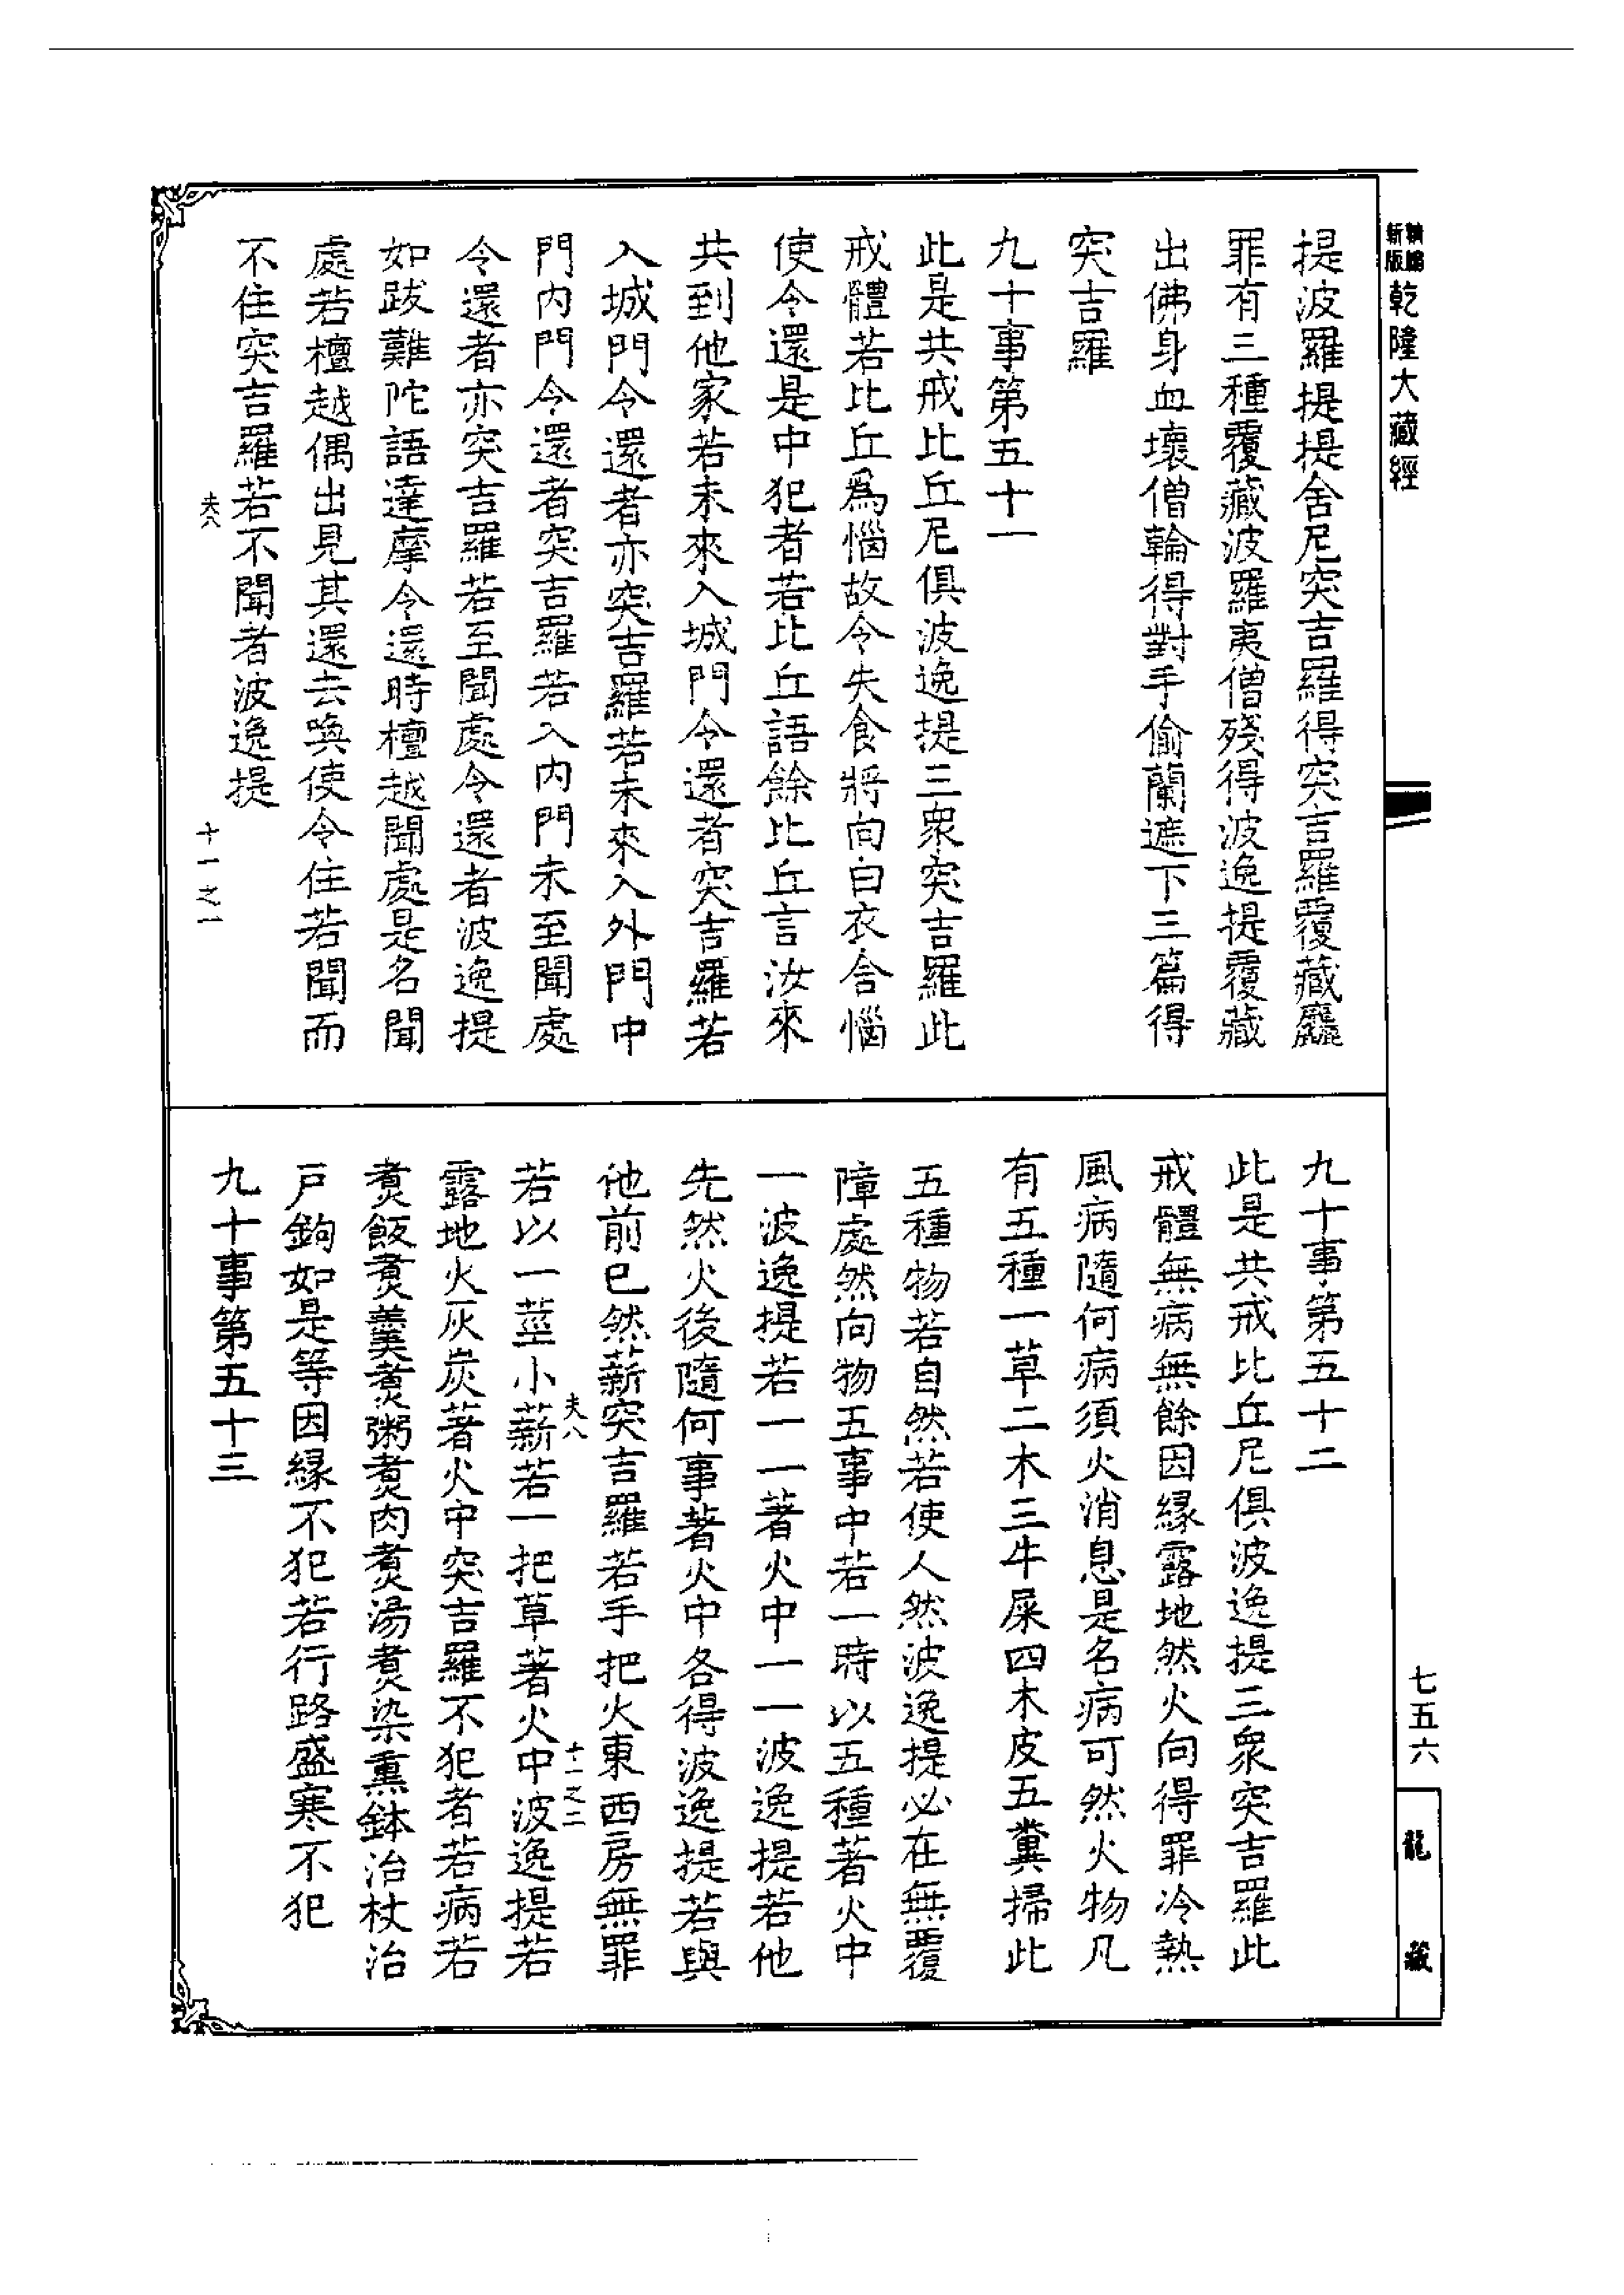 新版
精縮
乾隆大藏經
提波羅提提舍尼突吉羅得突吉羅覆藏麤
罪有三種覆藏波羅夷僧殘得波逸提覆藏
出佛身血壞僧輪得對手偷蘭遮下三篇得
突吉羅
九十事第五十一
此是共戒比丘尼俱波逸提三眾突吉羅此
戒體若比丘爲惱故令失食將向白衣舍惱
使令還是中犯者若比丘語餘比丘言汝來
共到他家若未來入城門令還者突吉羅若
入城門令還者亦突吉羅若未來入外門中
門内門令還者突吉羅若入内門未至聞處
令還者亦突吉羅若至聞處令還者波逸提
如跋難陀語達摩令還時檀越聞處是名聞
處若檀越偶出見其還去喚使令住若聞而
不住突吉羅若不聞者波逸提
夫八
十一之一
九十事第五十二
此是共戒比丘尼俱波逸提三眾突吉羅此
戒體無病無餘因緣露地然火向得罪冷熱
風病隨何病須火消息是名病可然火物凡
有五種一草二木三牛屎四木皮五糞掃此
五種物若自然若使人然波逸提必在無覆
障處然向物五事中若一時以五種著火中
一波逸提若一一著火中一一波逸提若他
先然火後隨何事著火中各得波逸提若與
他前已然薪突吉羅若手把火東西房無罪
夫八
十一之二
若以一莖小薪若一把草著火中波逸提若
露地火灰炭著火中突吉羅不犯者若病若
煮飯煮羹煮粥煮肉煮湯煮染熏鉢治杖治
戸鉤如是等因緣不犯若行路盛寒不犯
九十事第五十三
七五六
龍藏